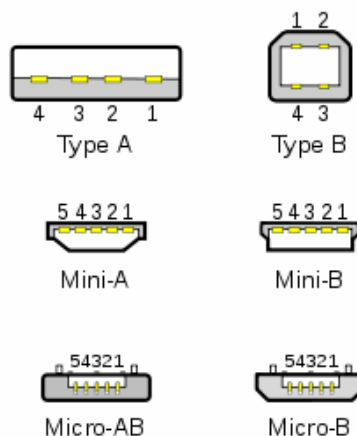 1 2
4 3 2 1
4 3
Type A
Type B
5 4 3 2 1
5 4 3 2 1
Mini-A
Mini-B
54321
54321
Micro-AB
Micro-B